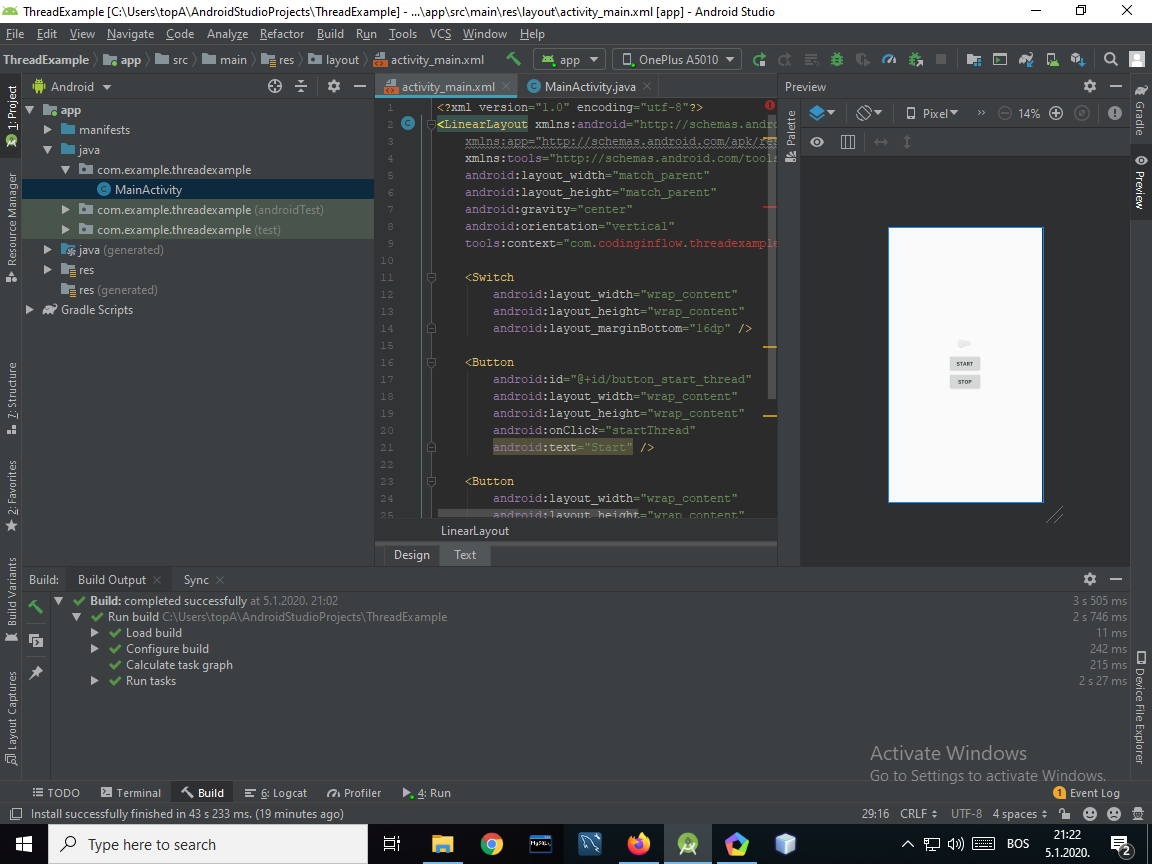 ThreadExample [C:\Users\topA\AndroidStudioProjects\ThreadExample] - ...\app\src\main\res\layout\activity_main.xml [app] - Android Studio
File Edit View Navigate Code Analyze Refactor Build Run Tools VCS Window Help
ThreadExample app src main res layout activity_main.xml app OnePlus A5010
Android
activity_main.xml MainActivity.java
Preview
1: Project
Resource Manager
7: Structure
2: Favorites
Build Variants
Layout Captures
app
manifests
java
com.example.threadexample
MainActivity
com.example.threadexample (androidTest)
com.example.threadexample (test)
java (generated)
res
res (generated)
Gradle Scripts
1 <?xml version="1.0" encoding="utf-8"?>
2 <LinearLayout xmlns:android="http://schemas.andro
3 xmlns:app="http://schemas.android.com/apk/res
4 xmlns:tools="http://schemas.android.com/tools
5 android:layout_width="match_parent"
6 android:layout_height="match_parent"
7 android:gravity="center"
8 android:orientation="vertical"
9 tools:context="com.codinginflow.threadexample
10
11 <Switch
12 android:layout_width="wrap_content"
13 android:layout_height="wrap_content"
14 android:layout_marginBottom="16dp" />
15
16 <Button
17 android:id="@+id/button_start_thread"
18 android:layout_width="wrap_content"
19 android:layout_height="wrap_content"
20 android:onClick="startThread"
21 android:text="Start" />
22
23 <Button
24 android:layout_width="wrap_content"
25 android:layout_height="wrap_content"
LinearLayout
Design Text
Palette
Pixel 14%
START
STOP
Gradle
Preview
Device File Explorer
Build: Build Output Sync
Build: completed successfully at 5.1.2020. 21:02 3 s 505 ms
Run build C:\Users\topA\AndroidStudioProjects\ThreadExample 2 s 746 ms
Load build 11 ms
Configure build 242 ms
Calculate task graph 215 ms
Run tasks 2 s 27 ms
Activate Windows
Go to Settings to activate Windows.
TODO Terminal Build 6: Logcat Profiler 4: Run 1 Event Log
Install successfully finished in 43 s 233 ms. (19 minutes ago) 29:16 CRLF UTF-8 4 spaces
Type here to search
MySQL
BOS
21:22
5.1.2020.
2